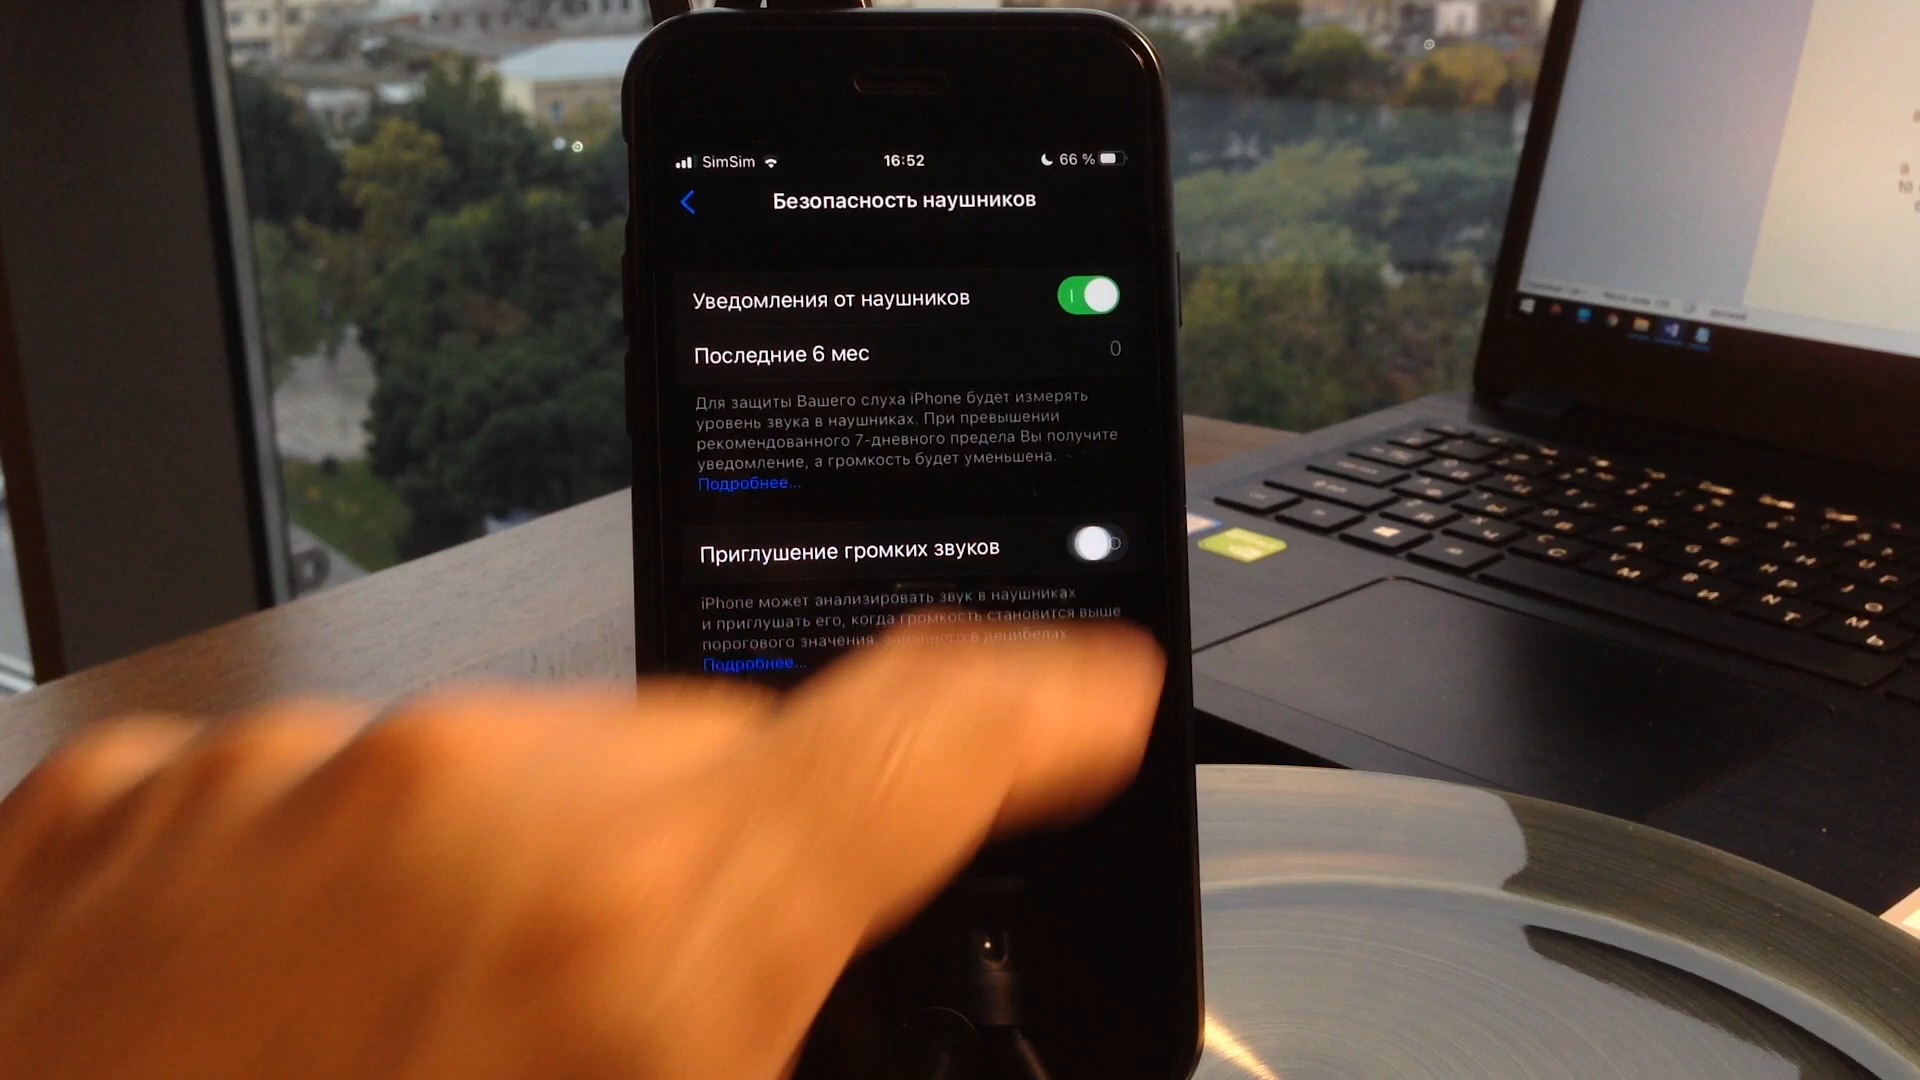 SimSim
16:52
66 %
Безопасность наушников
Уведомления от наушников
Последние 6 мес
0
Для защиты Вашего слуха iPhone будет измерять
уровень звука в наушниках. При превышении
рекомендованного 7-дневного предела Вы получите
уведомление, а громкость будет уменьшена.
Подробнее...
Приглушение громких звуков
iPhone может анализировать звук в наушниках
и приглушать его, когда громкость становится выше
порогового значения, заданного в децибелах.
Подробнее...